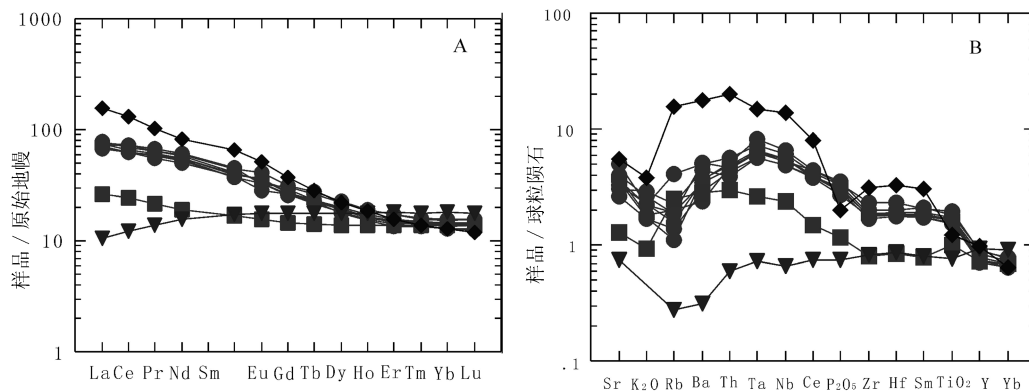 1000
100
10
1
样品 / 原始地幔
A
La Ce Pr Nd Sm Eu Gd Tb Dy Ho Er Tm Yb Lu
100
10
1
.1
样品 / 球粒陨石
B
Sr K₂O Rb Ba Th Ta Nb Ce P₂O₅ Zr Hf Sm TiO₂ Y Yb